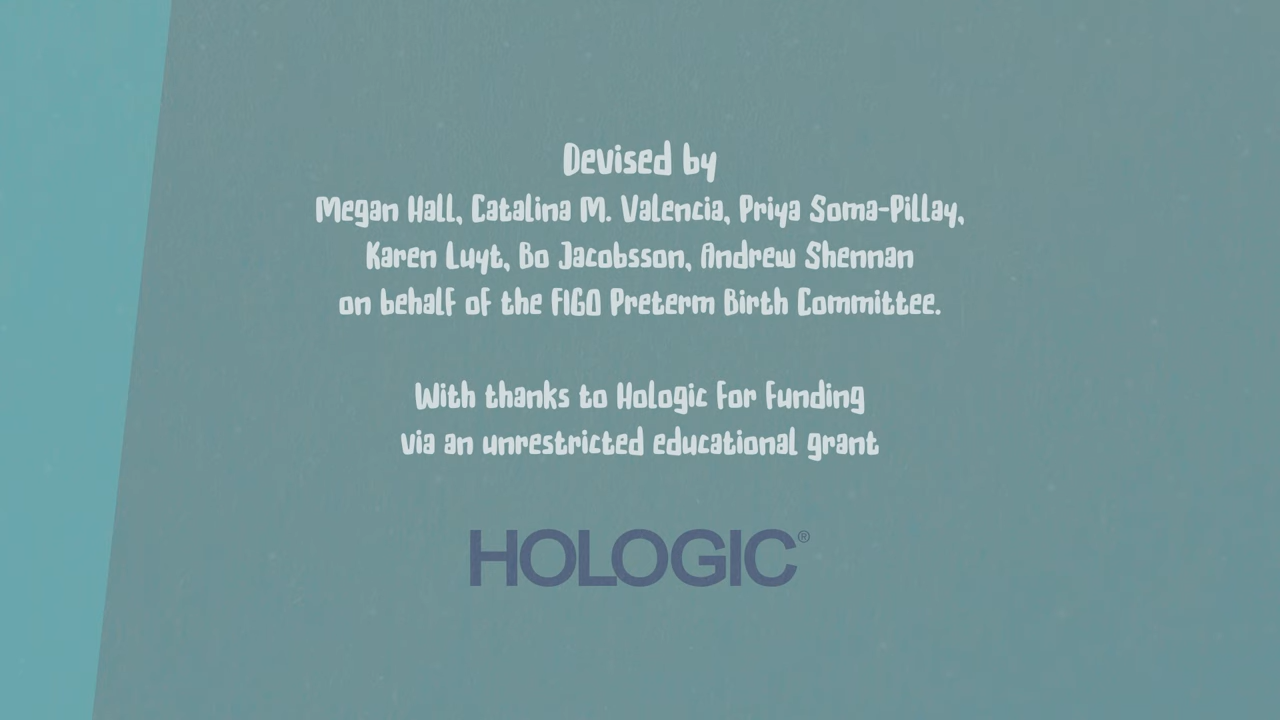 Devised by
Megan Hall, Catalina M. Valencia, Priya Soma-Pillay,
Karen Luyt, Bo Jacobsson, Andrew Shennan
on behalf of the FIGO Preterm Birth Committee.
With thanks to Hologic for funding
via an unrestricted educational grant
HOLOGIC®